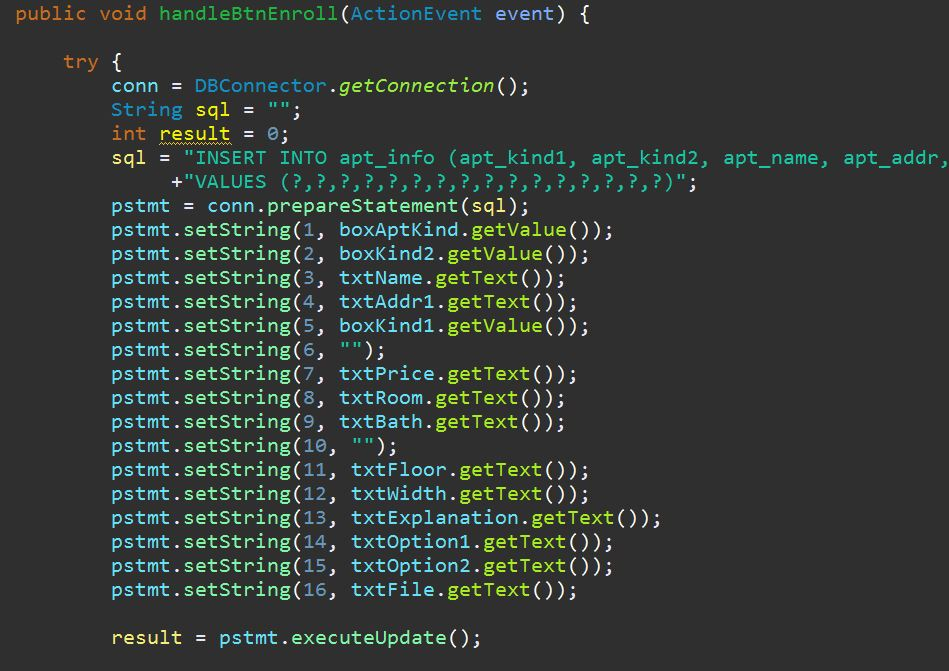 public void handleBtnEnroll(ActionEvent event) {
try {
conn = DBConnector.getConnection();
String sql = "";
int result = 0;
sql = "INSERT INTO apt_info (apt_kind1, apt_kind2, apt_name, apt_addr,
+"VALUES (?,?,?,?,?,?,?,?,?,?,?,?,?,?,?,?)";
pstmt = conn.prepareStatement(sql);
pstmt.setString(1, boxAptKind.getValue());
pstmt.setString(2, boxKind2.getValue());
pstmt.setString(3, txtName.getText());
pstmt.setString(4, txtAddr1.getText());
pstmt.setString(5, boxKind1.getValue());
pstmt.setString(6, "");
pstmt.setString(7, txtPrice.getText());
pstmt.setString(8, txtRoom.getText());
pstmt.setString(9, txtBath.getText());
pstmt.setString(10, "");
pstmt.setString(11, txtFloor.getText());
pstmt.setString(12, txtWidth.getText());
pstmt.setString(13, txtExplanation.getText());
pstmt.setString(14, txtOption1.getText());
pstmt.setString(15, txtOption2.getText());
pstmt.setString(16, txtFile.getText());
result = pstmt.executeUpdate();